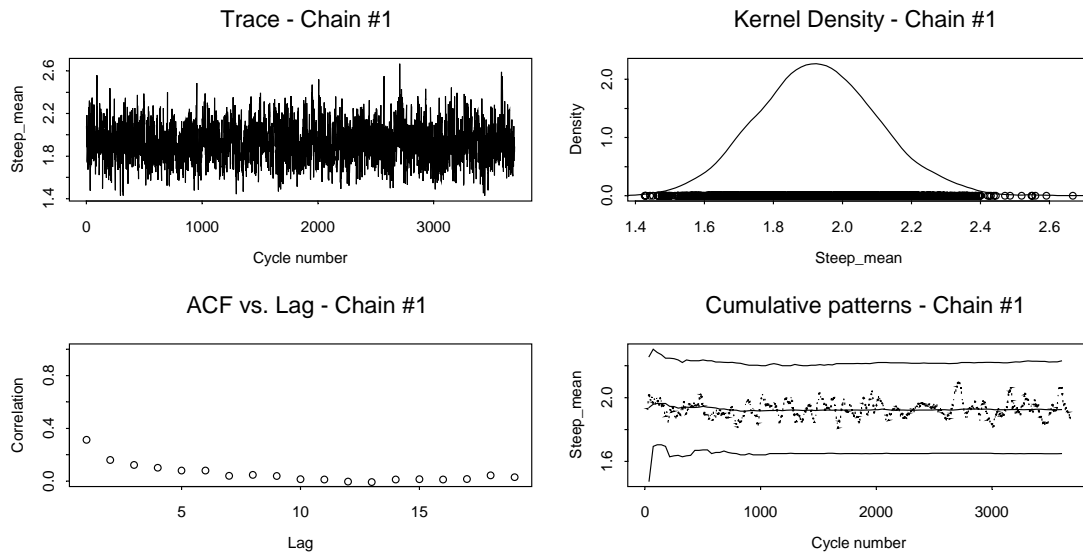 Trace - Chain #1
Steep_mean
1.4 1.8 2.2 2.6
0 1000 2000 3000
Cycle number
Kernel Density - Chain #1
Density
0.0 1.0 2.0
1.4 1.6 1.8 2.0 2.2 2.4 2.6
Steep_mean
ACF vs. Lag - Chain #1
Correlation
0.0 0.4 0.8
5 10 15
Lag
Cumulative patterns - Chain #1
Steep_mean
1.6 2.0
0 1000 2000 3000
Cycle number